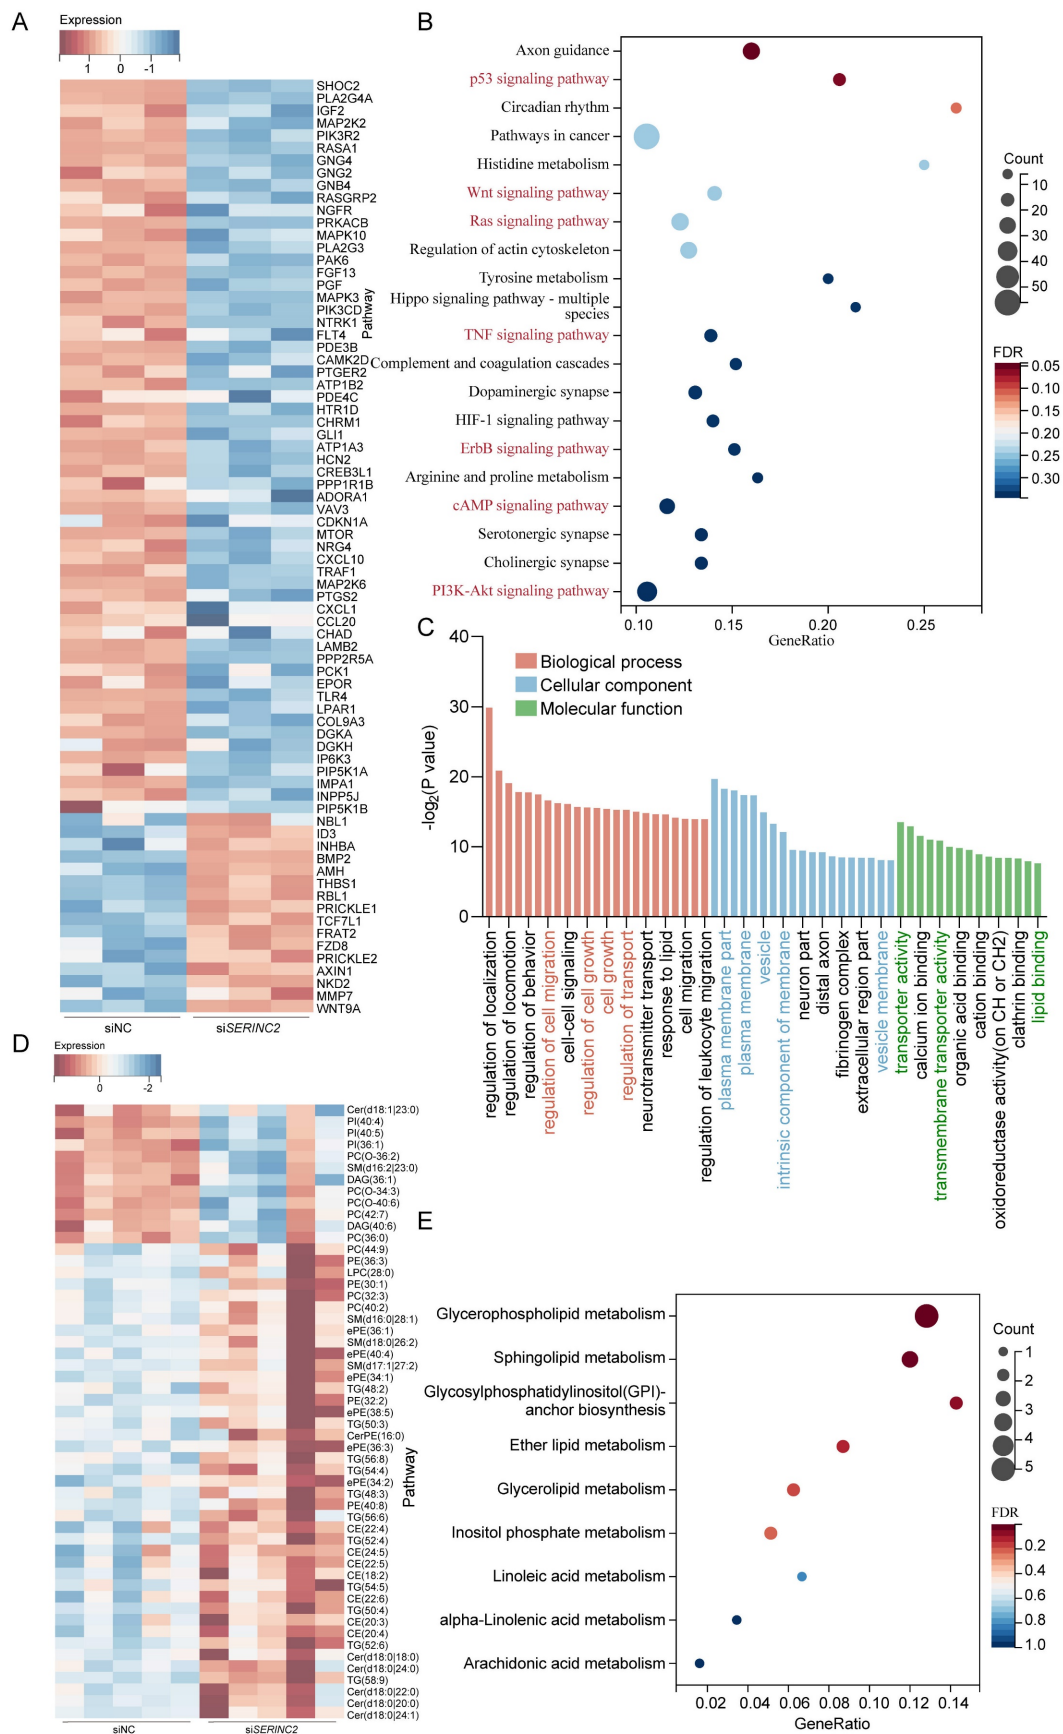 A
Expression
1 0 -1
SHOC2
PLA2G4A
IGF2
MAP2K2
PIK3R2
RASA1
GNG4
GNG2
GNB4
RASGRP2
NGFR
PRKACB
MAPK10
PLA2G3
PAK6
FGF13
PGF
MAPK3
PIK3CD
NTRK1
FLT4
PDE3B
CAMK2D
PTGER2
ATP1B2
PDE4C
HTR1D
CHRM1
GLI1
ATP1A3
HCN2
CREB3L1
PPP1R1B
ADORA1
VAV3
CDKN1A
MTOR
NRG4
CXCL10
TRAF1
MAP2K6
PTGS2
CXCL1
CCL20
CHAD
LAMB2
PPP2R5A
PCK1
EPOR
TLR4
LPAR1
COL9A3
DGKA
DGKH
IP6K3
PIP5K1A
IMPA1
INPP5J
PIP5K1B
NBL1
ID3
INHBA
BMP2
AMH
THBS1
RBL1
PRICKLE1
TCF7L1
FRAT2
FZD8
PRICKLE2
AXIN1
NKD2
MMP7
WNT9A
siNC siSERINC2
B
Pathway
Axon guidance
p53 signaling pathway
Circadian rhythm
Pathways in cancer
Histidine metabolism
Wnt signaling pathway
Ras signaling pathway
Regulation of actin cytoskeleton
Tyrosine metabolism
Hippo signaling pathway - multiple
species
TNF signaling pathway
Complement and coagulation cascades
Dopaminergic synapse
HIF-1 signaling pathway
ErbB signaling pathway
Arginine and proline metabolism
cAMP signaling pathway
Serotonergic synapse
Cholinergic synapse
PI3K-Akt signaling pathway
0.10 0.15 0.20 0.25
GeneRatio
Count
10
20
30
40
50
FDR
0.05
0.10
0.15
0.20
0.25
0.30
C
-log2(P value)
40
30
20
10
0
Biological process
Cellular component
Molecular function
regulation of localization
regulation of locomotion
regulation of behavior
regulation of cell migration
cell-cell signaling
regulation of cell growth
cell growth
regulation of transport
neurotransmitter transport
response to lipid
cell migration
regulation of leukocyte migration
plasma membrane part
plasma membrane
vesicle
intrinsic component of membrane
neuron part
distal axon
fibrinogen complex
extracellular region part
vesicle membrane
transporter activity
calcium ion binding
transmembrane transporter activity
organic acid binding
cation binding
oxidoreductase activity(on CH or CH2)
clathrin binding
lipid binding
D
Expression
0 -2
Cer(d18:1|23:0)
PI(40:4)
PI(40:5)
PI(36:1)
PC(O-36:2)
SM(d16:2|23:0)
DAG(36:1)
PC(O-34:3)
PC(O-40:6)
PC(42:7)
DAG(40:6)
PC(36:0)
PC(44:9)
PE(36:3)
LPC(28:0)
PE(30:1)
PC(32:3)
PC(40:2)
SM(d16:0|28:1)
ePE(36:1)
SM(d18:0|26:2)
ePE(40:4)
SM(d17:1|27:2)
ePE(34:1)
TG(48:2)
PE(32:2)
ePE(38:5)
TG(50:3)
CerPE(16:0)
ePE(36:3)
TG(56:8)
TG(54:4)
ePE(34:2)
TG(48:3)
PE(40:8)
TG(56:6)
CE(22:4)
TG(52:4)
CE(24:5)
CE(22:5)
CE(18:2)
TG(54:5)
CE(22:6)
TG(50:4)
CE(20:3)
CE(20:4)
TG(52:6)
Cer(d18:0|18:0)
Cer(d18:0|24:0)
TG(58:9)
Cer(d18:0|22:0)
Cer(d18:0|20:0)
Cer(d18:0|24:1)
siNC siSERINC2
E
Pathway
Glycerophospholipid metabolism
Sphingolipid metabolism
Glycosylphosphatidylinositol(GPI)-
anchor biosynthesis
Ether lipid metabolism
Glycerolipid metabolism
Inositol phosphate metabolism
Linoleic acid metabolism
alpha-Linolenic acid metabolism
Arachidonic acid metabolism
0.02 0.04 0.06 0.08 0.10 0.12 0.14
GeneRatio
Count
1
2
3
4
5
FDR
0.2
0.4
0.6
0.8
1.0